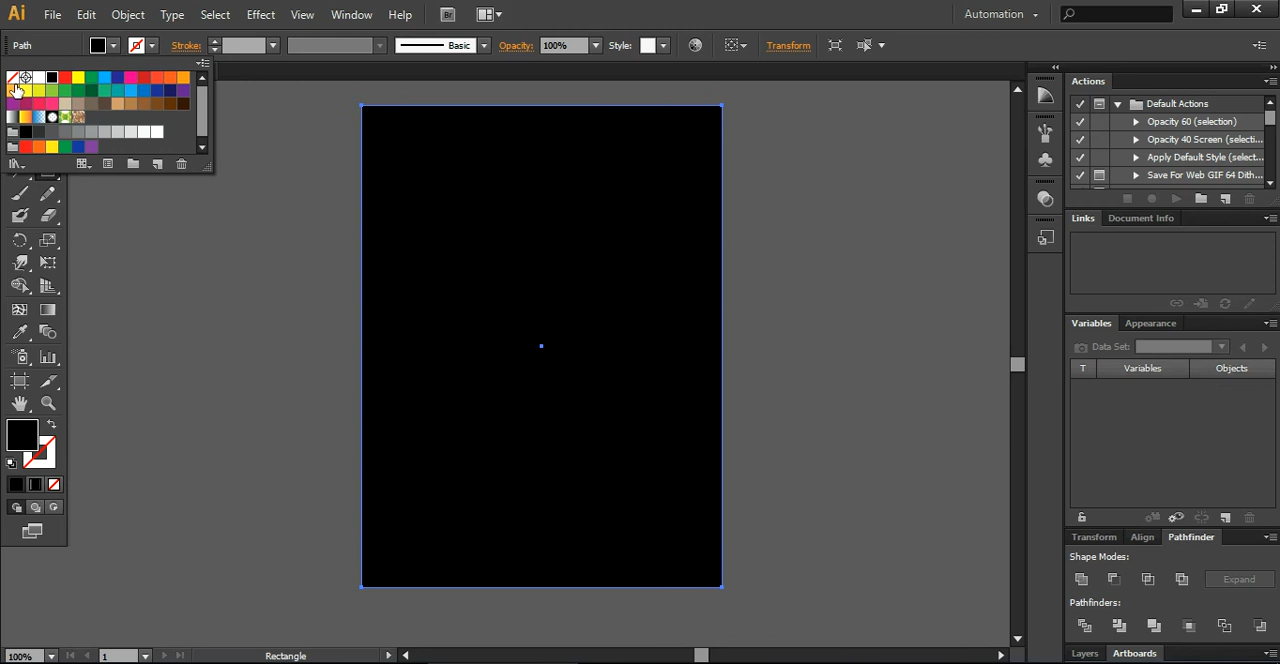 Ai File Edit Object Type Select Effect View Window Help Br Automation
Path Stroke: Basic Opacity: 100% Style: Transform
Actions
Default Actions
Opacity 60 (selection)
Opacity 40 Screen (selecti...
Apply Default Style (select...
Save For Web GIF 64 Dith...
Links Document Info
Variables Appearance
Data Set:
T Variables Objects
Transform Align Pathfinder
Shape Modes:
Expand
Pathfinders:
Layers Artboards
100% 1 Rectangle